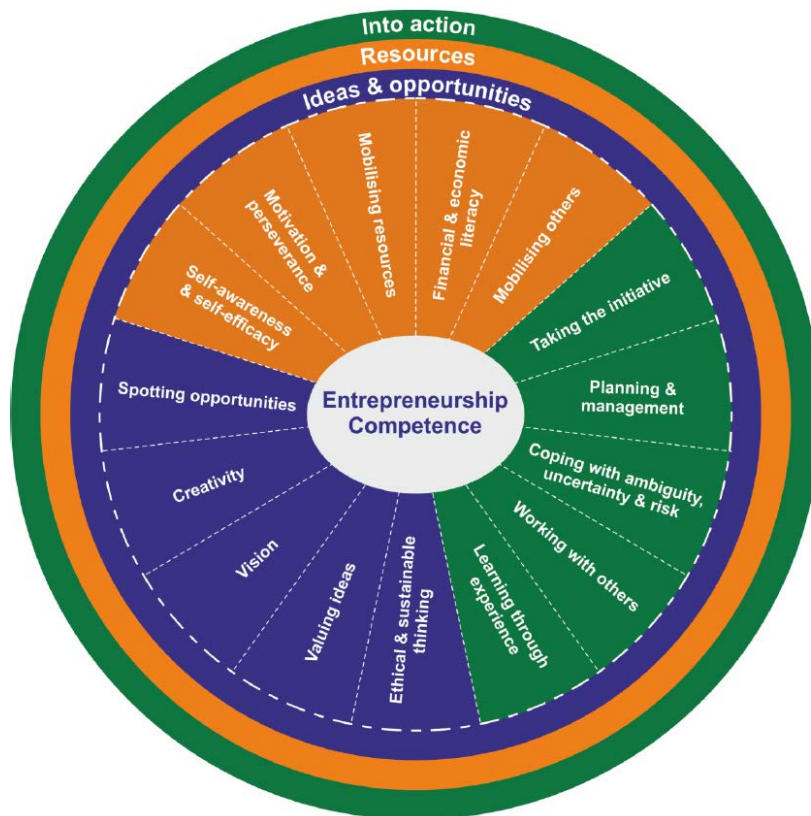 Into action
Resources
Ideas & opportunities
Self-awareness
& self-efficacy
Motivation &
perseverance
Mobilising resources
Financial & economic
literacy
Mobilising others
Taking the initiative
Planning &
management
Coping with ambiguity,
uncertainty & risk
Working with others
Learning through
experience
Ethical & sustainable
thinking
Valuing ideas
Vision
Creativity
Spotting opportunities
Entrepreneurship
Competence